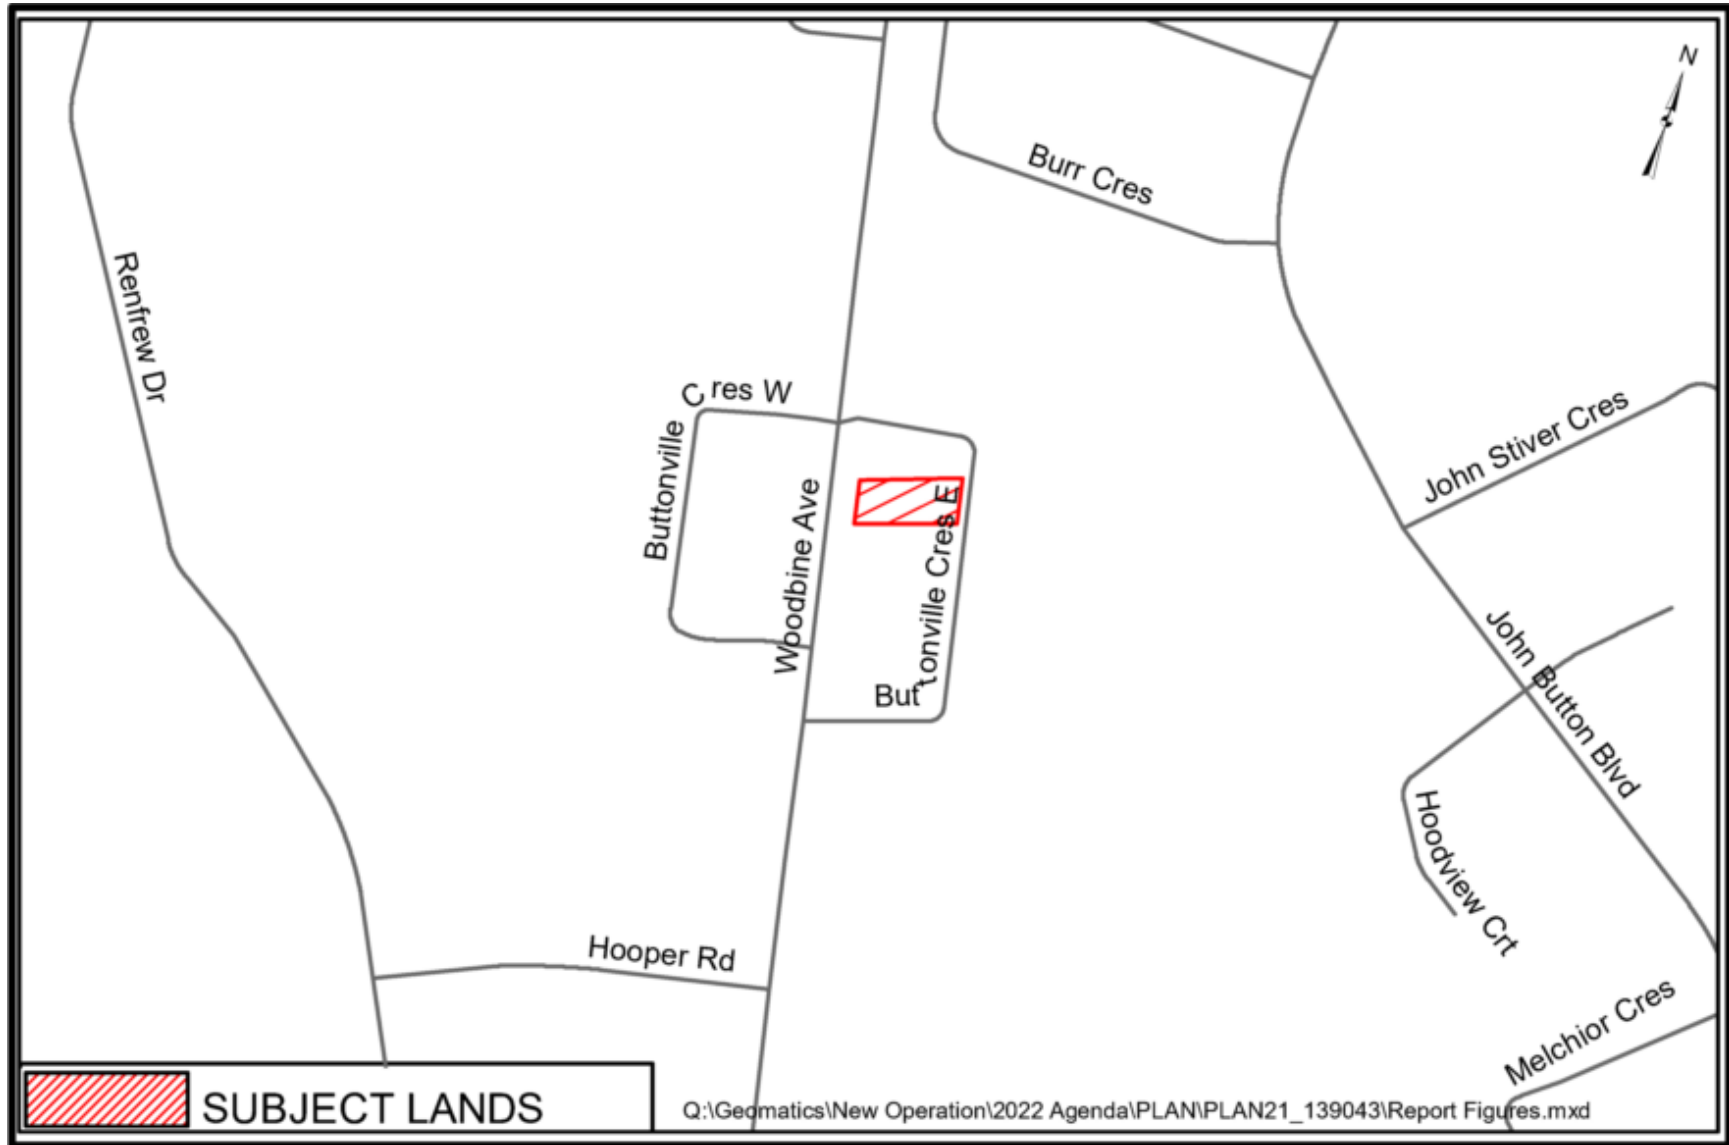 N
Burr Cres
Renfrew Dr
Buttonville Cres W
John Stiver Cres
Woodbine Ave
Buttonville Cres E
John Button Blvd
Hoodview Crt
Hooper Rd
Melchior Cres
SUBJECT LANDS
Q:\Geomatics\New Operation\2022 Agenda\PLAN\PLAN21_139043\Report Figures.mxd